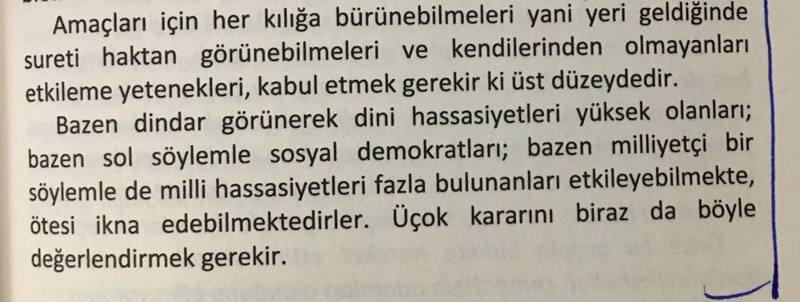 Amaçları için her kılığa bürünebilmeleri yani yeri geldiğinde
sureti haktan görünebilmeleri ve kendilerinden olmayanları
etkileme yetenekleri, kabul etmek gerekir ki üst düzeydedir.
Bazen dindar görünerek dini hassasiyetleri yüksek olanları;
bazen sol söylemle sosyal demokratları; bazen milliyetçi bir
söylemle de milli hassasiyetleri fazla bulunanları etkileyebilmekte,
ötesi ikna edebilmektedirler. Üçok kararını biraz da böyle
değerlendirmek gerekir.